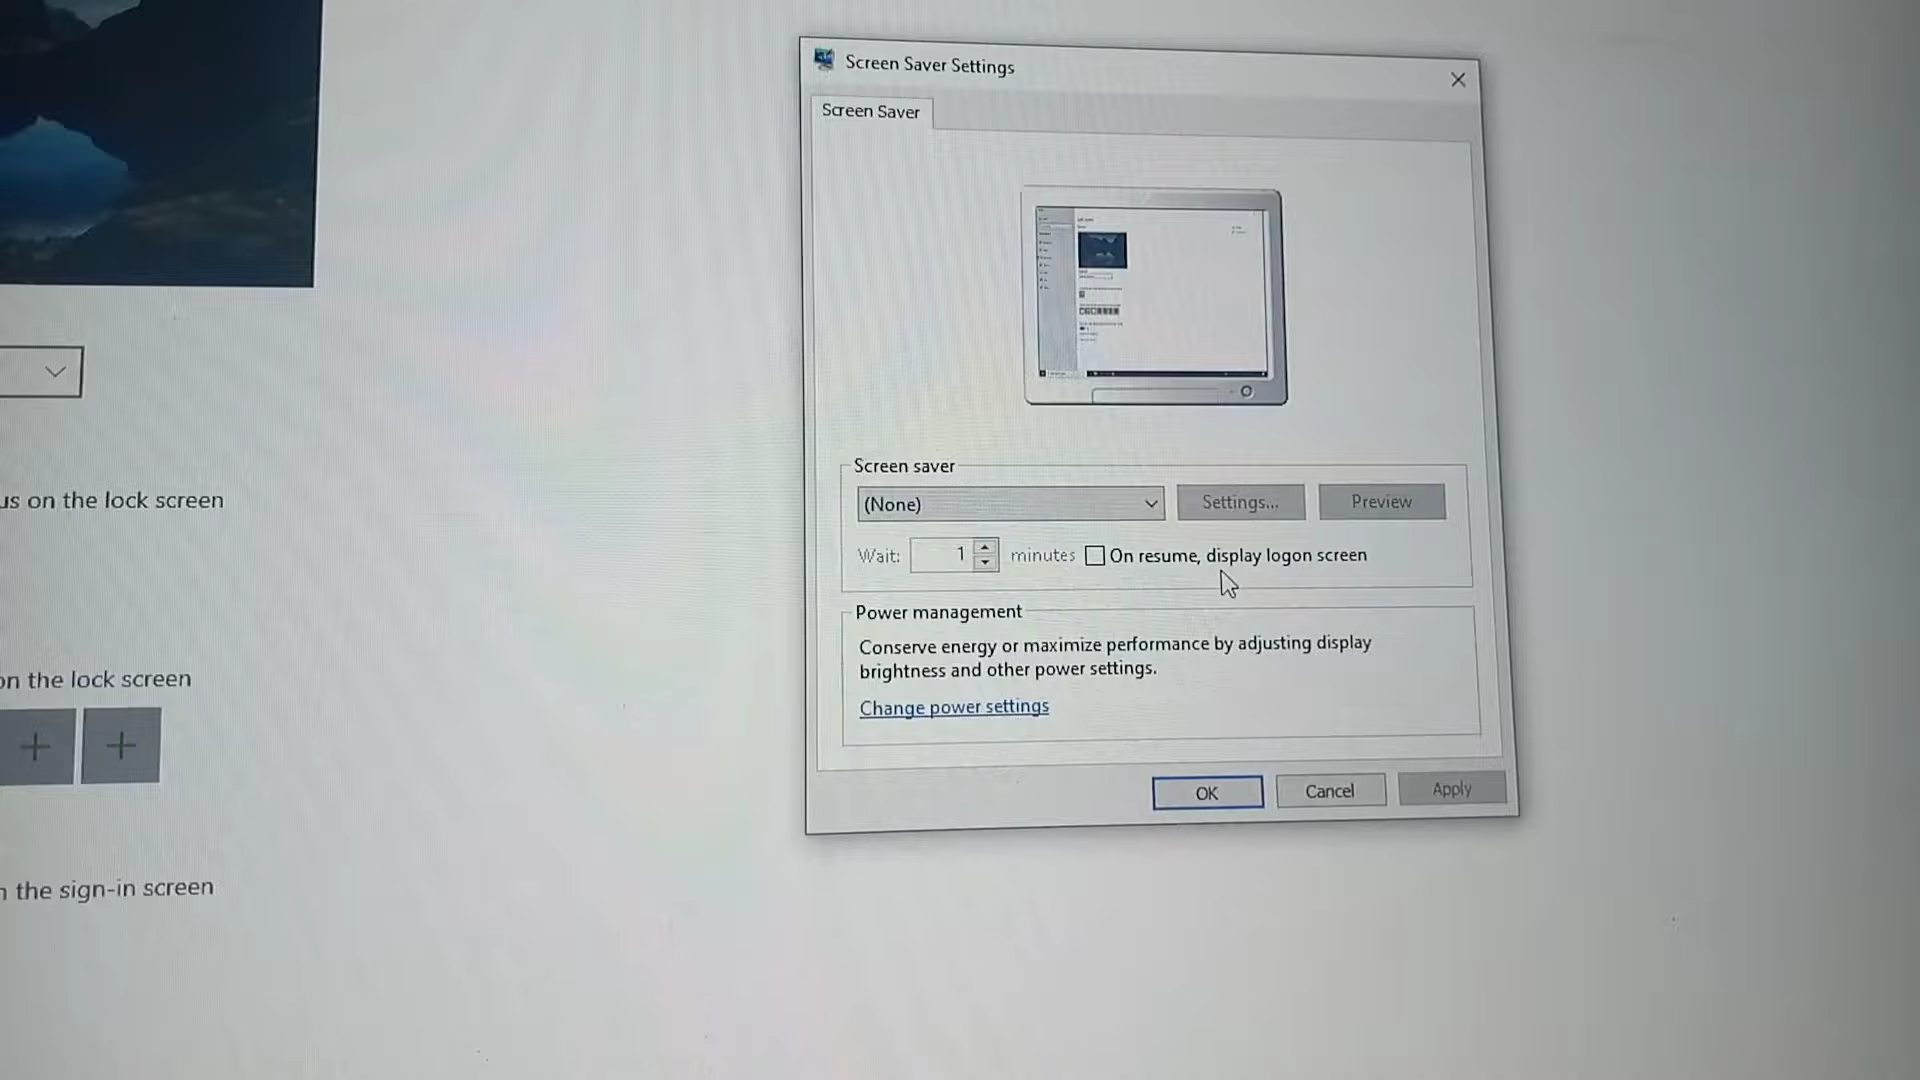 Screen Saver Settings
Screen Saver
Screen saver
(None)
Settings...
Preview
Wait: 1 minutes On resume, display logon screen
Power management
Conserve energy or maximize performance by adjusting display
brightness and other power settings.
Change power settings
OK Cancel Apply
us on the lock screen
on the lock screen
the sign-in screen